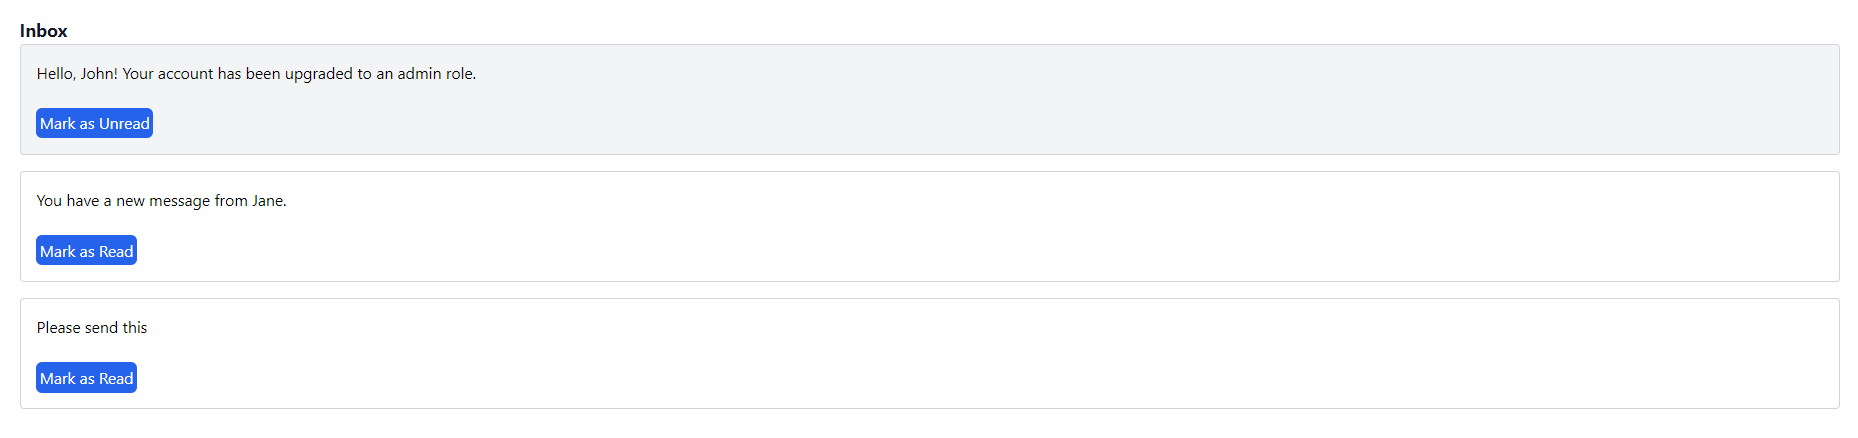 Inbox
Hello, John! Your account has been upgraded to an admin role.
Mark as Unread
You have a new message from Jane.
Mark as Read
Please send this
Mark as Read